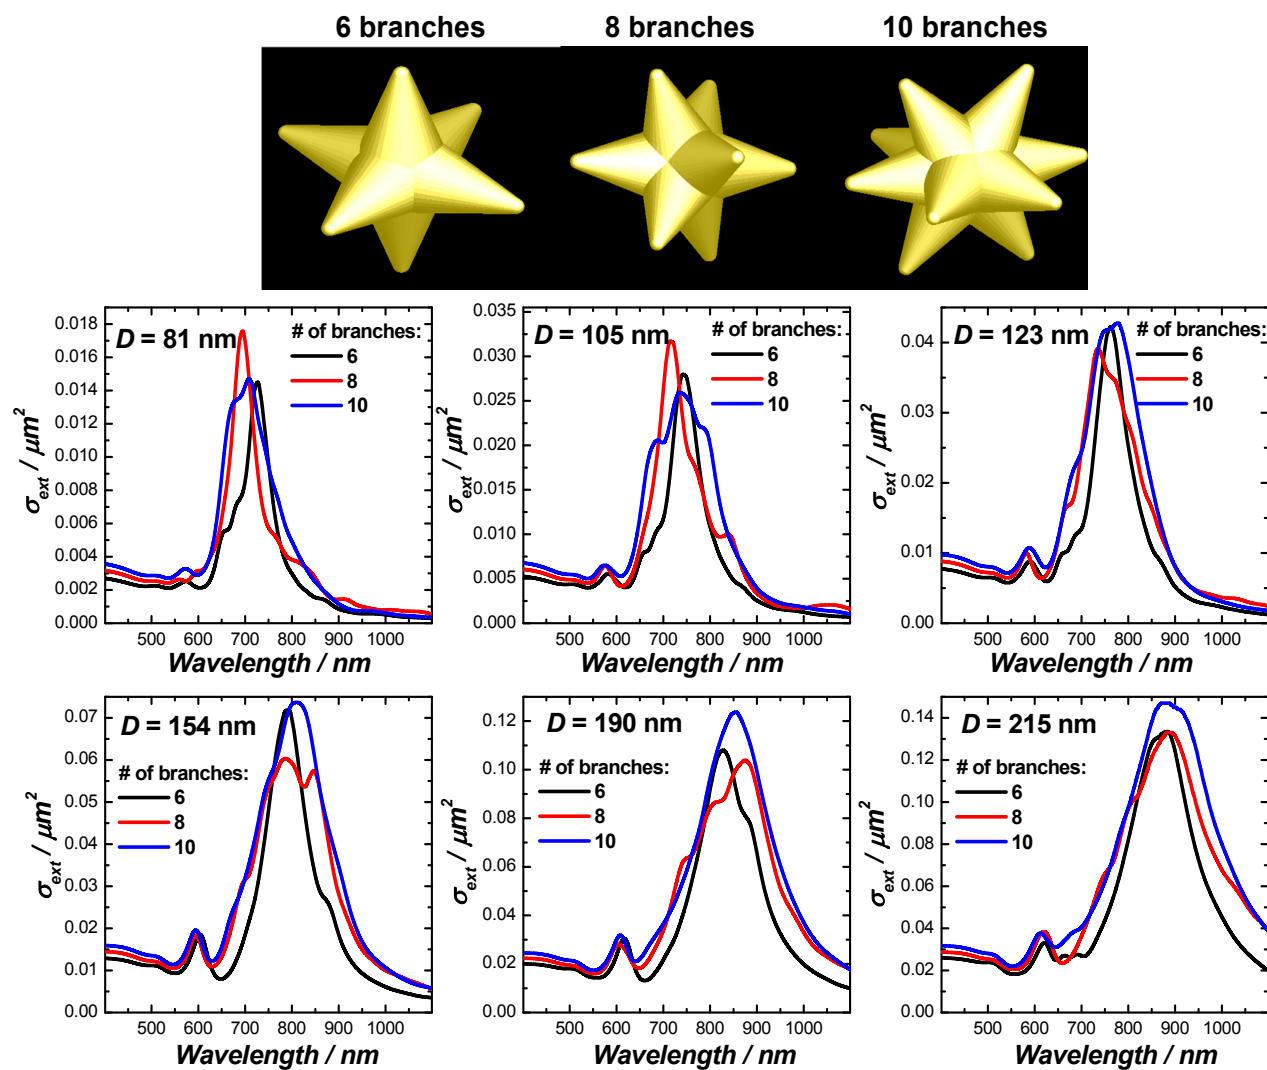 6 branches 8 branches 10 branches
D = 81 nm
# of branches:
6
8
10
0.018
0.016
0.014
0.012
0.010
0.008
0.006
0.004
0.002
0.000
σext / μm2
500 600 700 800 900 1000
Wavelength / nm
D = 105 nm
# of branches:
6
8
10
0.035
0.030
0.025
0.020
0.015
0.010
0.005
0.000
σext / μm2
500 600 700 800 900 1000
Wavelength / nm
D = 123 nm
# of branches:
6
8
10
0.04
0.03
0.02
0.01
0.00
σext / μm2
500 600 700 800 900 1000
Wavelength / nm
D = 154 nm
# of branches:
6
8
10
0.07
0.06
0.05
0.04
0.03
0.02
0.01
0.00
σext / μm2
500 600 700 800 900 1000
Wavelength / nm
D = 190 nm
# of branches:
6
8
10
0.12
0.10
0.08
0.06
0.04
0.02
0.00
σext / μm2
500 600 700 800 900 1000
Wavelength / nm
D = 215 nm
# of branches:
6
8
10
0.14
0.12
0.10
0.08
0.06
0.04
0.02
0.00
σext / μm2
500 600 700 800 900 1000
Wavelength / nm